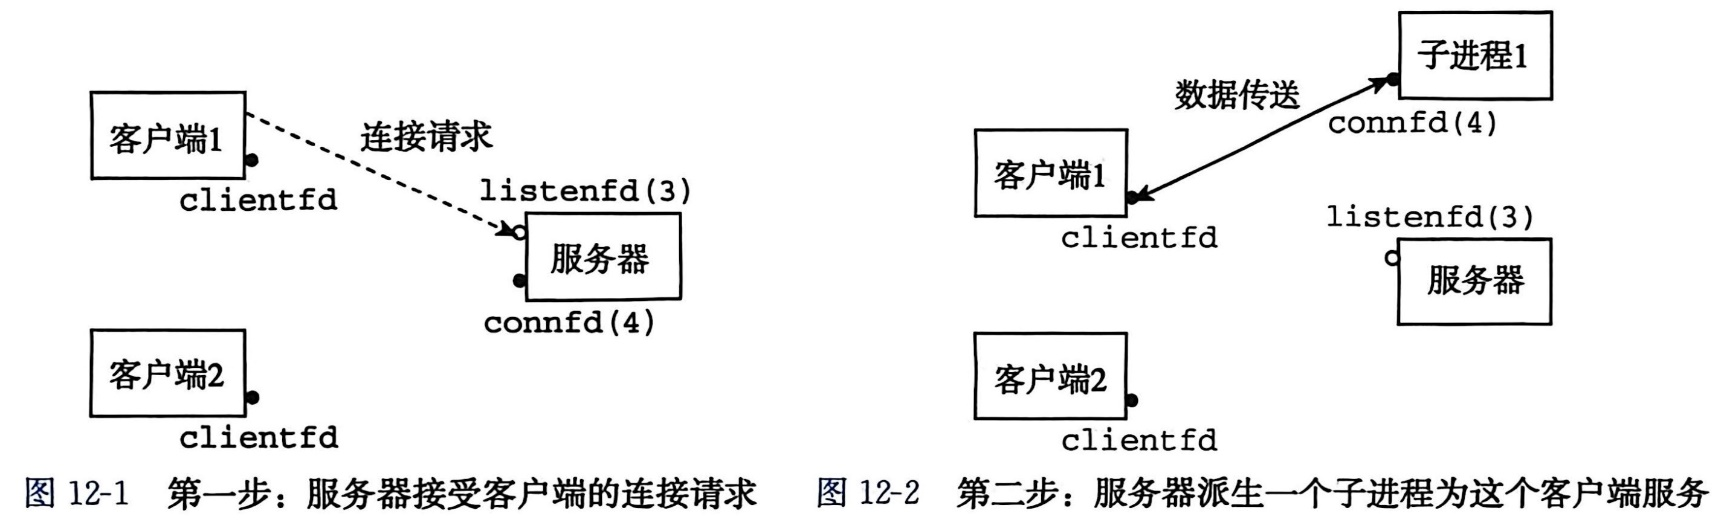 客户端1
clientfd
连接请求
listenfd(3)
服务器
connfd(4)
客户端2
clientfd
图 12-1 第一步：服务器接受客户端的连接请求
子进程1
数据传送
connfd(4)
客户端1
clientfd
listenfd(3)
服务器
客户端2
clientfd
图 12-2 第二步：服务器派生一个子进程为这个客户端服务